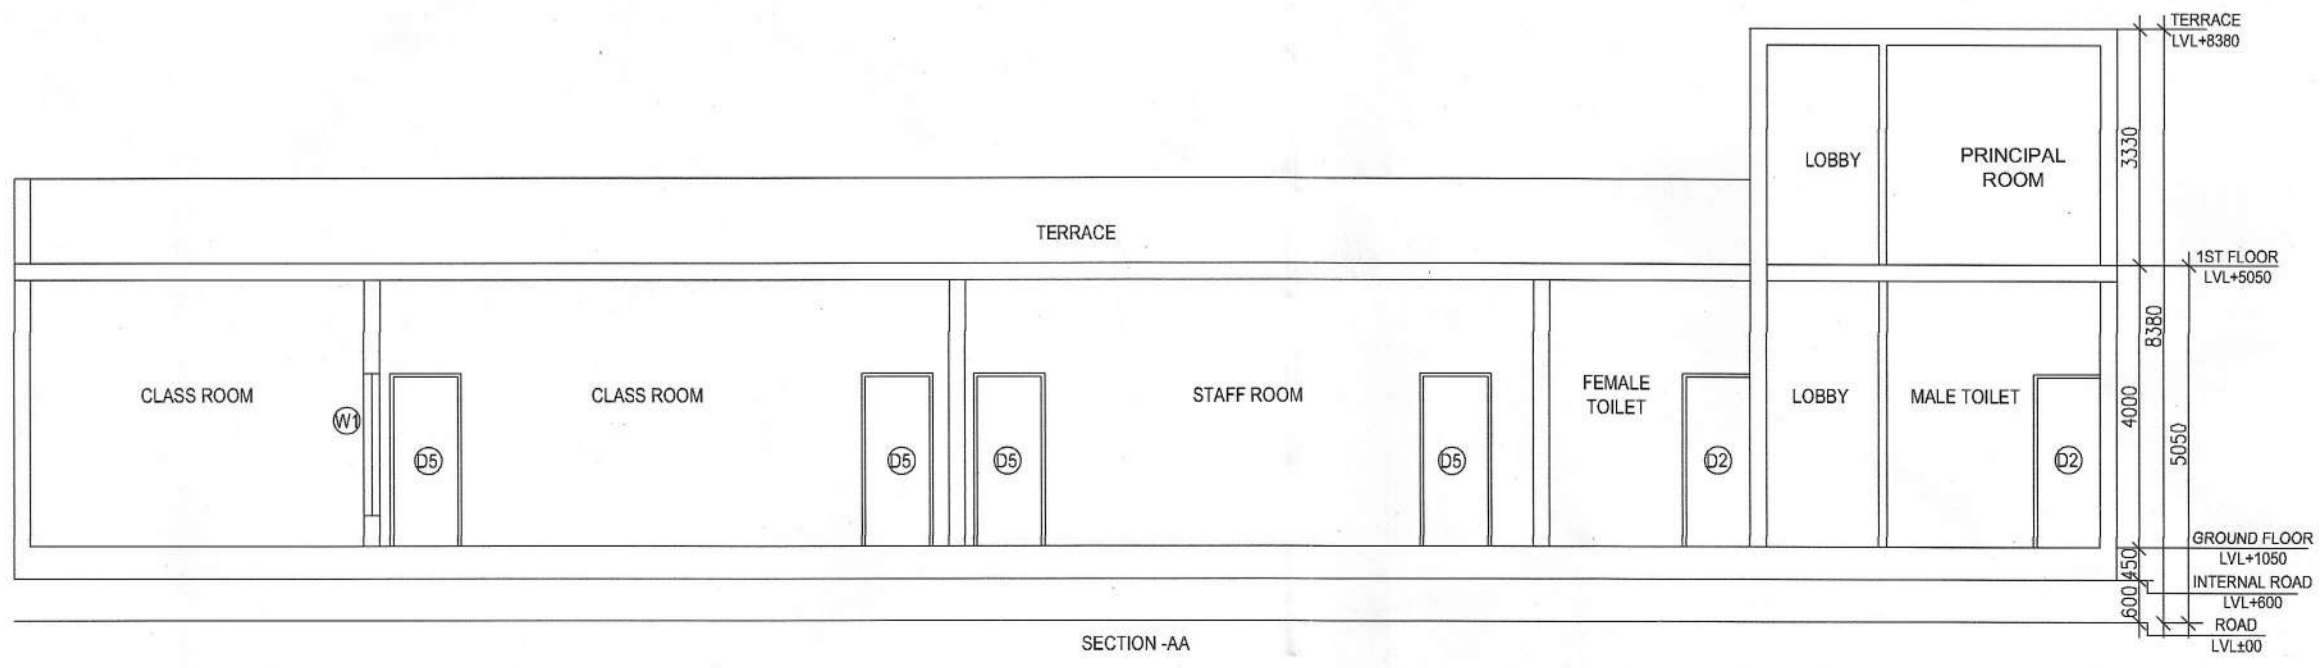 TERRACE
LVL+8380
LOBBY
PRINCIPAL
ROOM
3330
TERRACE
1ST FLOOR
LVL+5050
8380
CLASS ROOM
W1
D5
CLASS ROOM
D5
D5
STAFF ROOM
D5
FEMALE
TOILET
D2
LOBBY
MALE TOILET
D2
4000
5050
GROUND FLOOR
LVL+1050
450
INTERNAL ROAD
LVL+600
600
ROAD
LVL±00
SECTION -AA